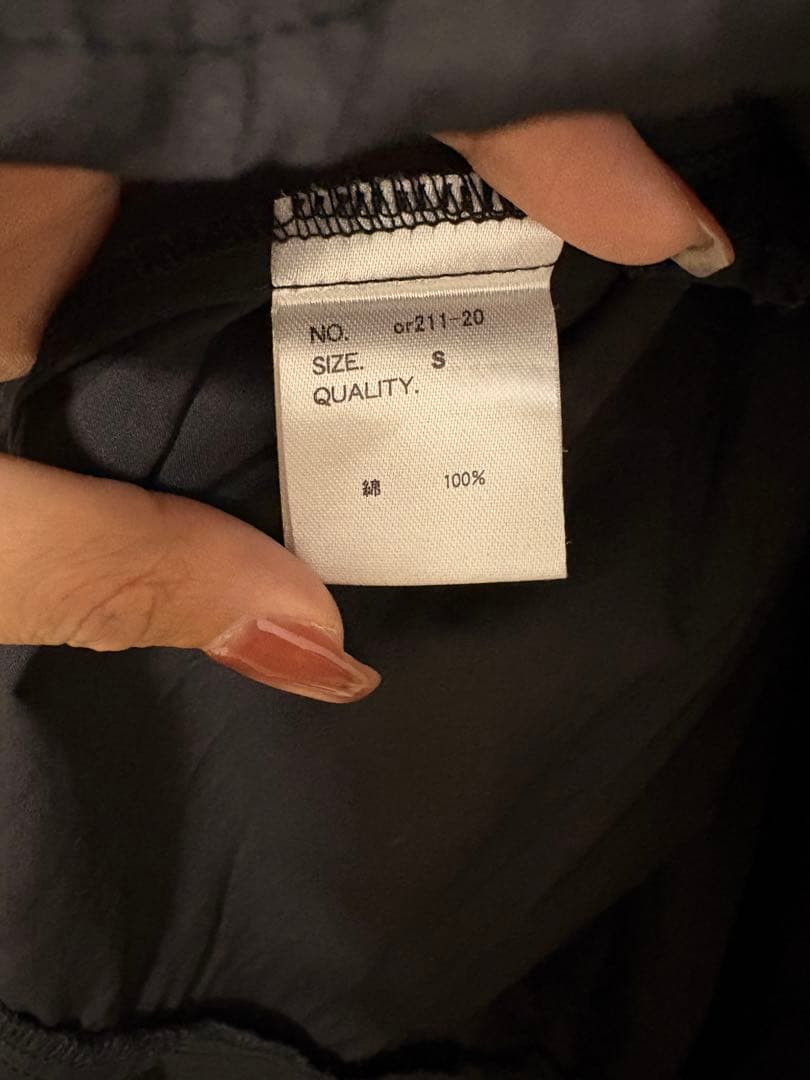 NO. or211-20
SIZE. S
QUALITY.
綿 100%